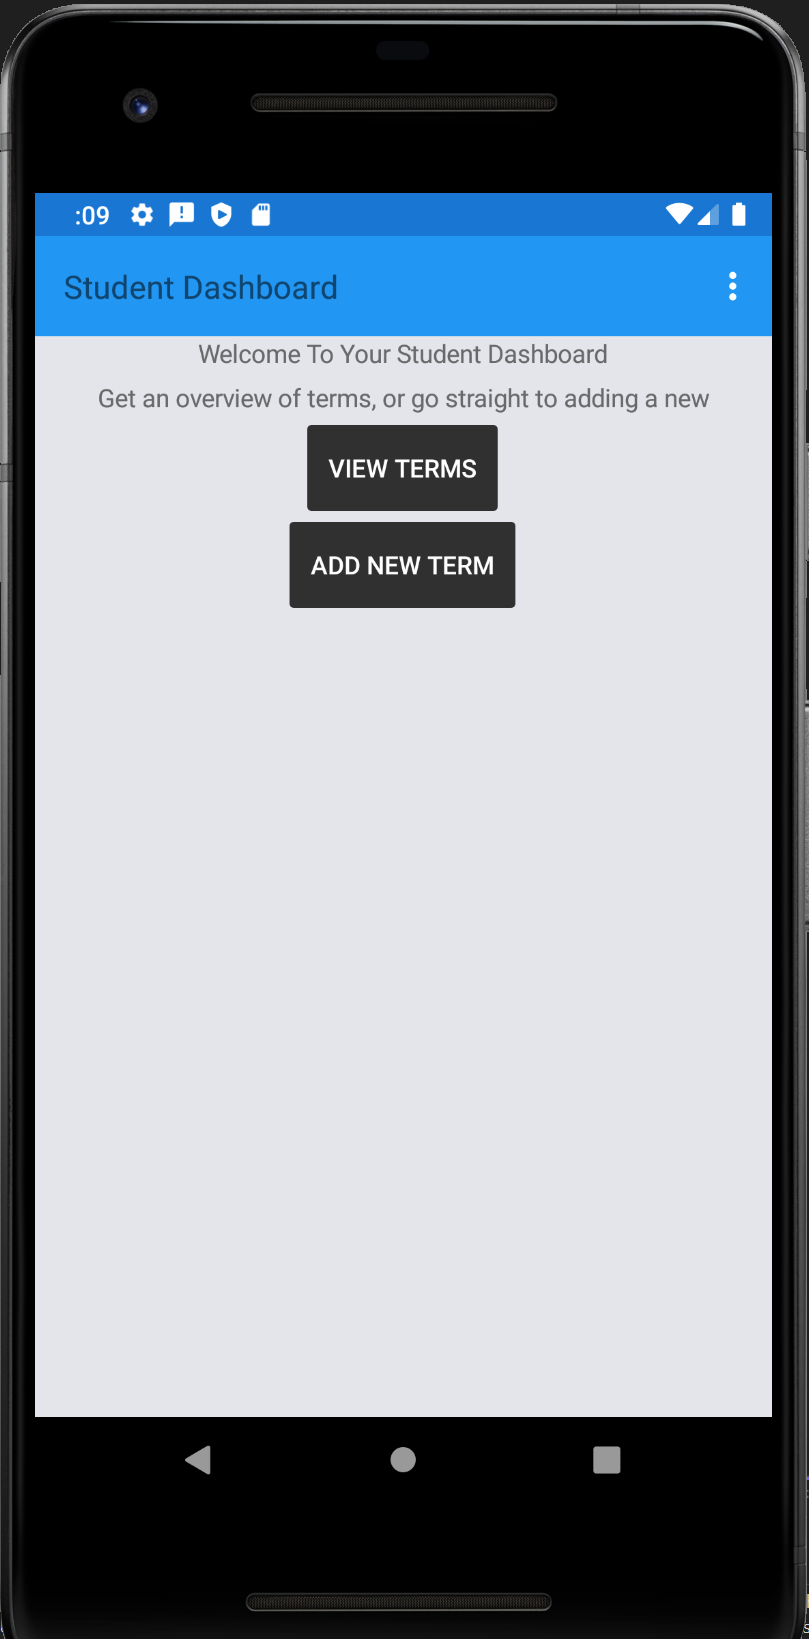 :09
Student Dashboard
Welcome To Your Student Dashboard
Get an overview of terms, or go straight to adding a new
VIEW TERMS
ADD NEW TERM